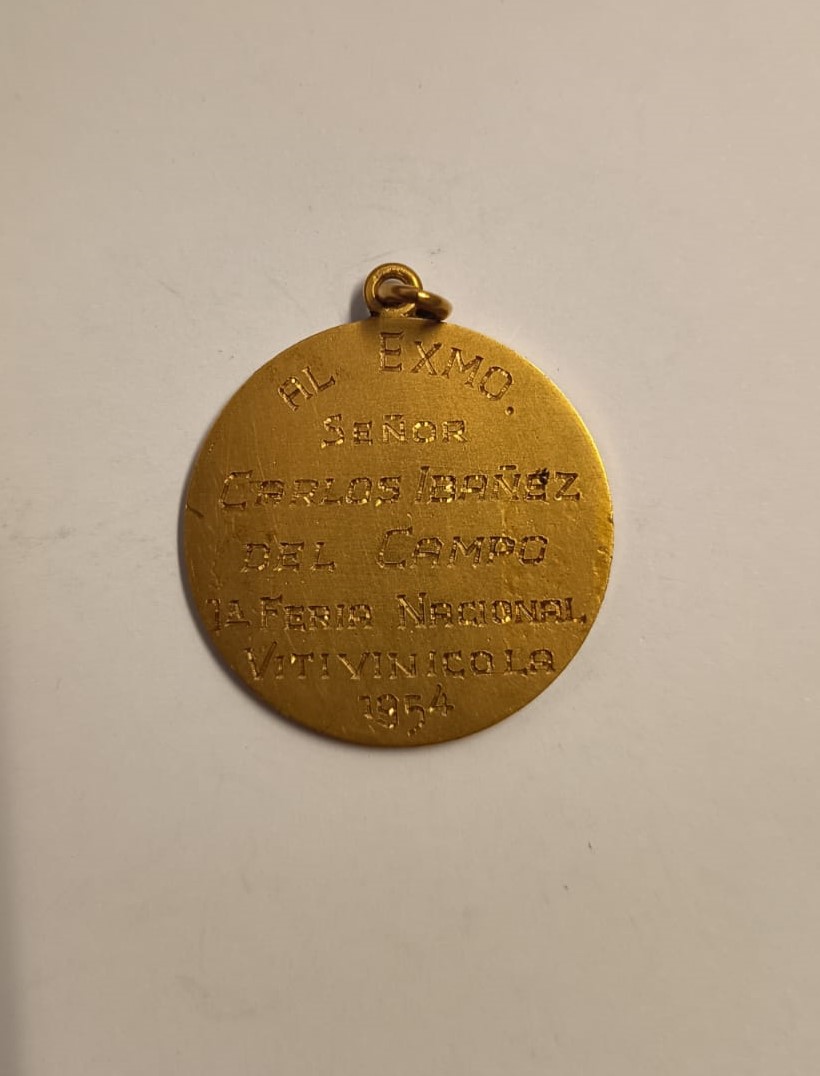 AL EXMO.
SEÑOR
CARLOS IBAÑEZ
DEL CAMPO
1A FERIA NACIONAL
VITIVINICOLA
1954